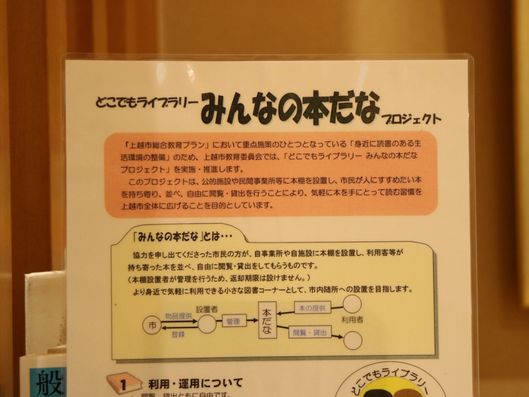 どこでもライブラリー みんなの本だな プロジェクト
「上越市総合教育プラン」において重点施策のひとつとなっている「身近に読書のある生
活環境の整備」のため、上越市教育委員会では、「どこでもライブラリー みんなの本だな
プロジェクト」を実施・推進します。
このプロジェクトは、公的施設や民間事業所等に本棚を設置し、市民が人にすすめたい本
を持ち寄り、並べ、自由に閲覧・貸出を行うことにより、気軽に本を手にとって読む習慣を
上越市全体に広げることを目的としています。
「みんなの本だな」とは・・・
協力を申し出てくださった市民の方が、自事業所や自施設に本棚を設置し、利用客等が
持ち寄った本を並べ、自由に閲覧・貸出をしてもらうものです。
（本棚設置者が管理を行うため、返却期限は設けません。）
より身近で気軽に利用できる小さな図書コーナーとして、市内随所への設置を目指します。
設置者
物品提供
市
登録
管理
本だな
本の提供
利用者
閲覧・貸出
1 利用・運用について
閲覧、貸出ともに自由です。
どこでもライブラリー
般